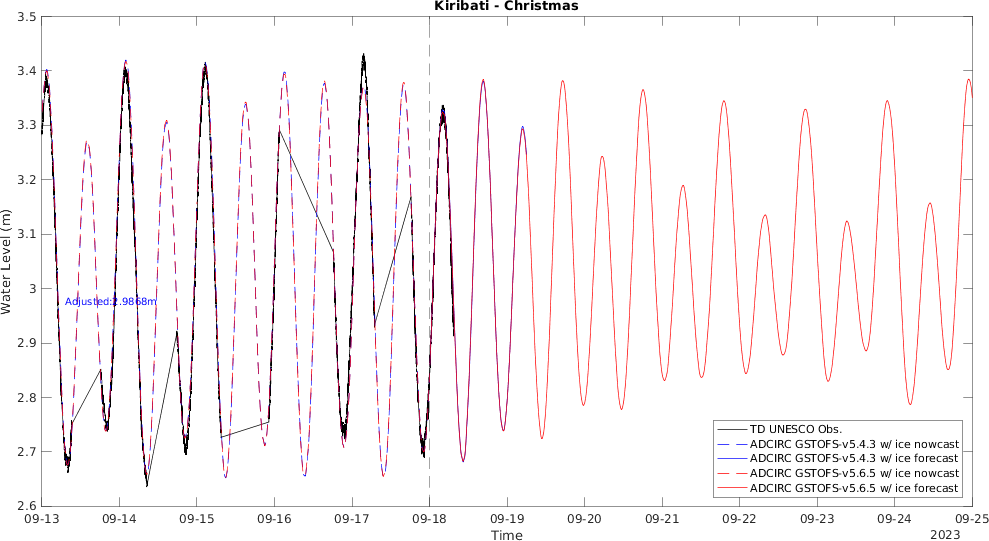 Kiribati - Christmas
3.5
3.4
3.3
3.2
3.1
3
2.9
2.8
2.7
2.6
Water Level (m)
Adjusted:2.9868m
TD UNESCO Obs.
ADCIRC GSTOFS-v5.4.3 w/ ice nowcast
ADCIRC GSTOFS-v5.4.3 w/ ice forecast
ADCIRC GSTOFS-v5.6.5 w/ ice nowcast
ADCIRC GSTOFS-v5.6.5 w/ ice forecast
09-13 09-14 09-15 09-16 09-17 09-18 09-19 09-20 09-21 09-22 09-23 09-24 09-25
Time
2023